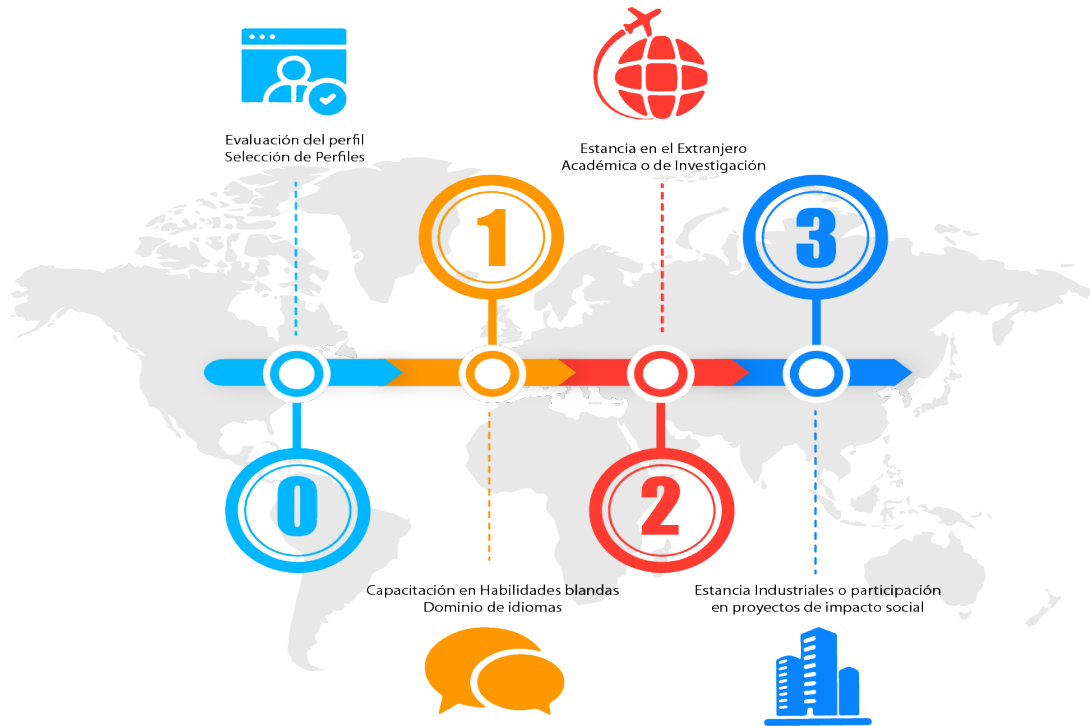 Evaluación del perfil
Selección de Perfiles
0
1
Capacitación en Habilidades blandas
Dominio de idiomas
Estancia en el Extranjero
Académica o de Investigación
2
3
Estancia Industriales o participación
en proyectos de impacto social